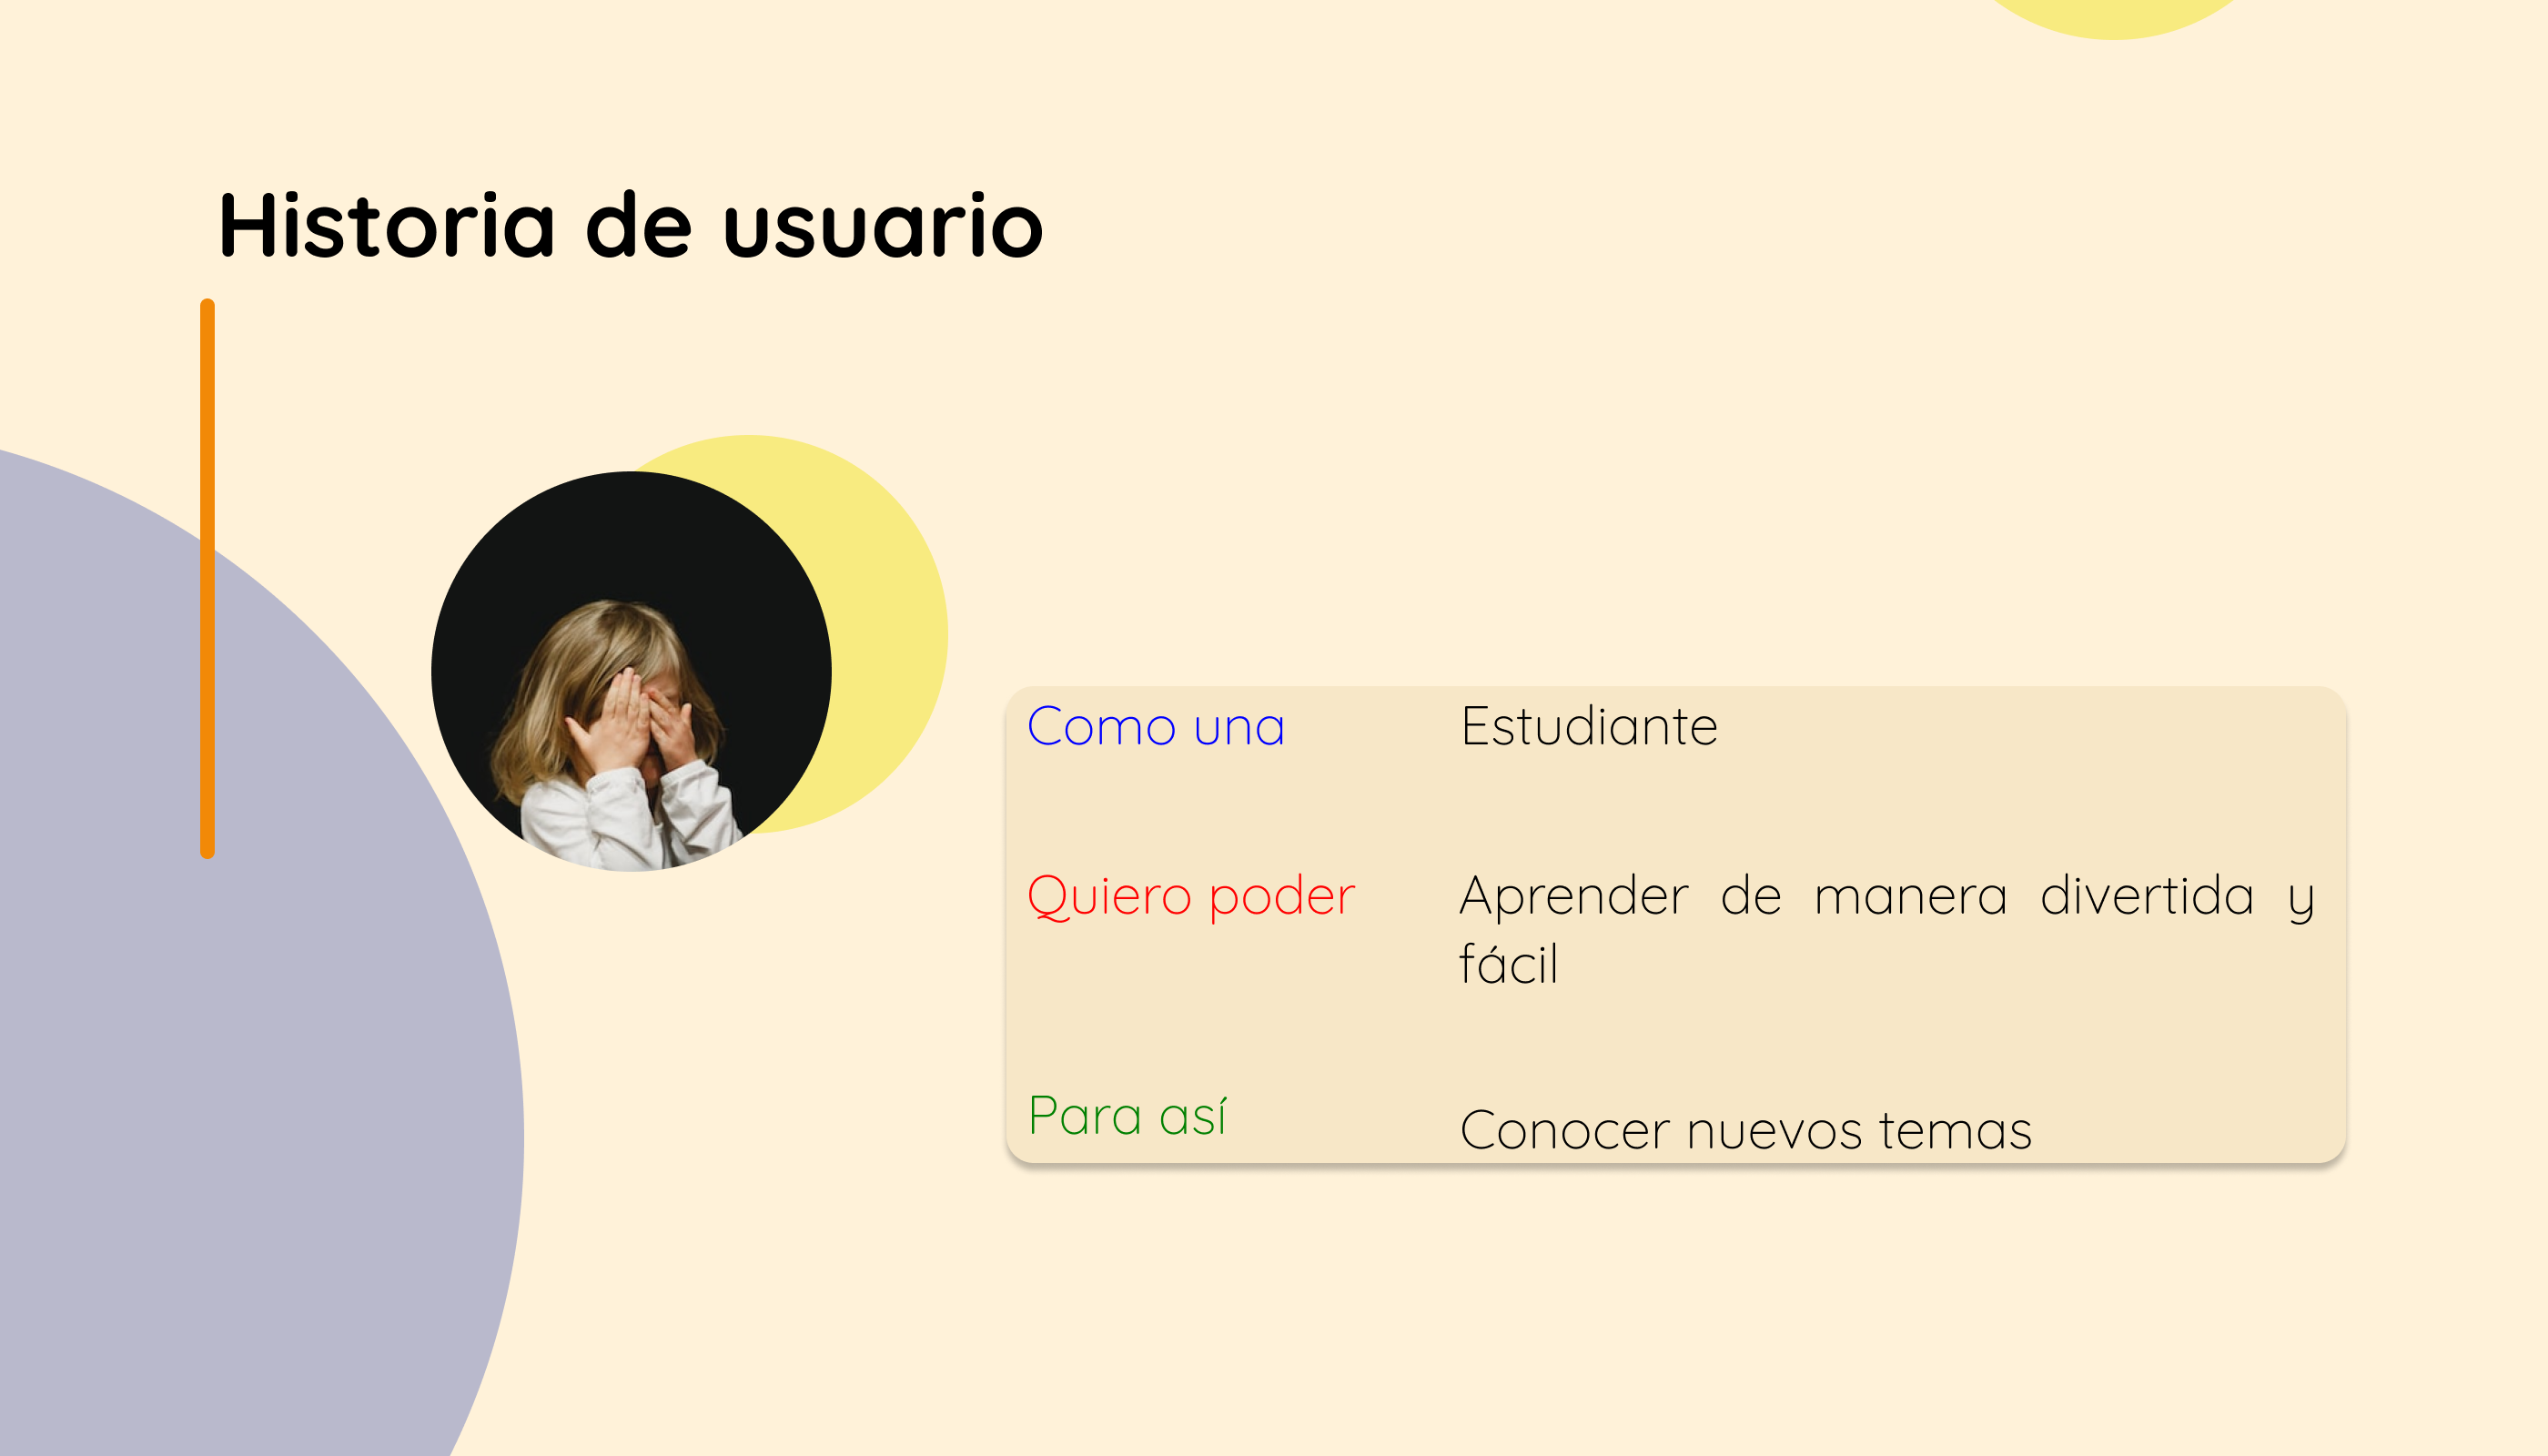 Historia de usuario
Como una
Estudiante
Quiero poder
Aprender de manera divertida y
fácil
Para así
Conocer nuevos temas